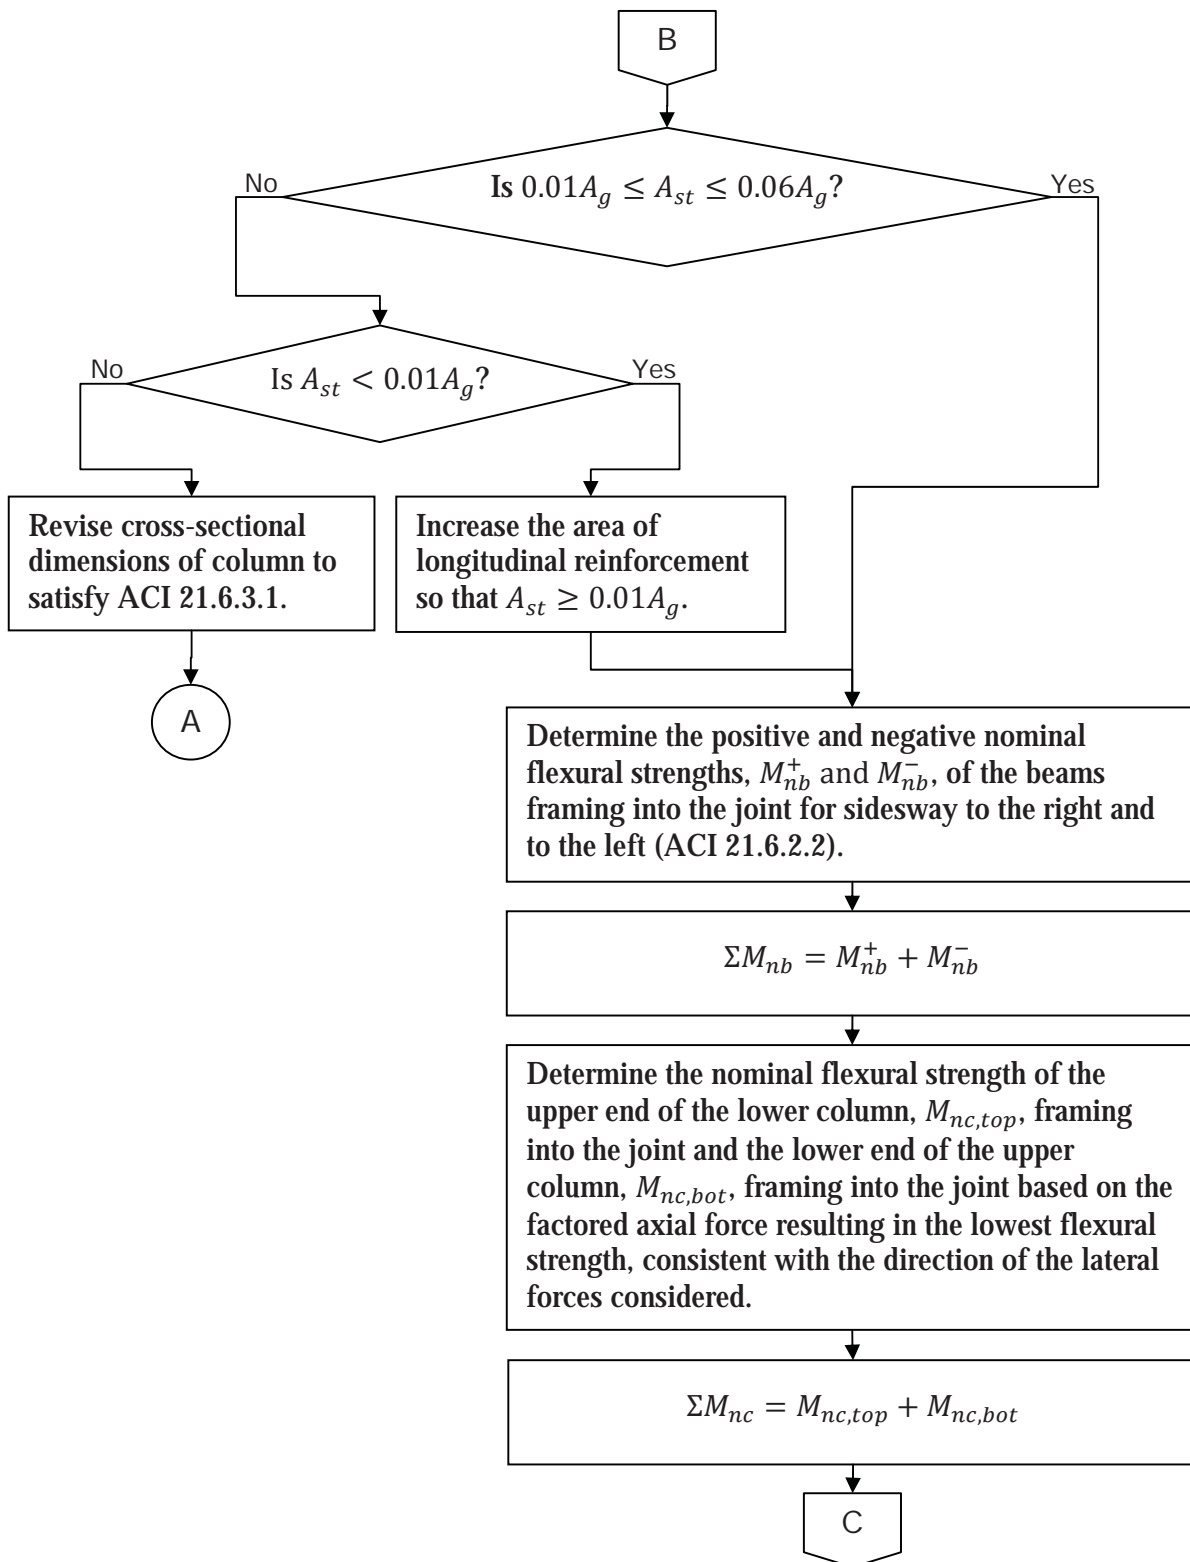 B
Is 0.01A_g ≤ A_st ≤ 0.06A_g?
No
Yes
Is A_st < 0.01A_g?
No
Yes
Revise cross-sectional
dimensions of column to
satisfy ACI 21.6.3.1.
Increase the area of
longitudinal reinforcement
so that A_st ≥ 0.01A_g.
A
Determine the positive and negative nominal
flexural strengths, M_nb^+ and M_nb^-, of the beams
framing into the joint for sidesway to the right and
to the left (ACI 21.6.2.2).
ΣM_nb = M_nb^+ + M_nb^-
Determine the nominal flexural strength of the
upper end of the lower column, M_nc,top, framing
into the joint and the lower end of the upper
column, M_nc,bot, framing into the joint based on the
factored axial force resulting in the lowest flexural
strength, consistent with the direction of the lateral
forces considered.
ΣM_nc = M_nc,top + M_nc,bot
C